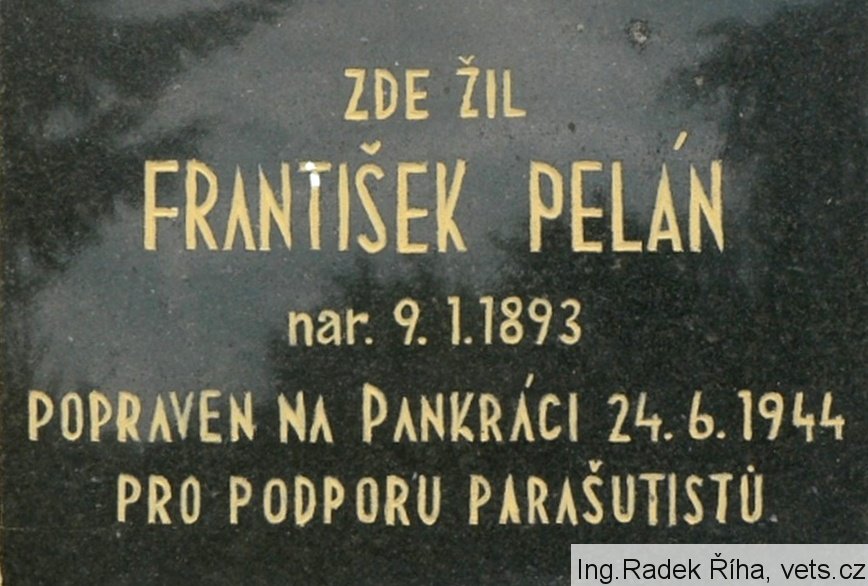 ZDE ŽIL
FRANTIŠEK PELÁN
nar. 9. 1.1893
POPRAVEN NA PANKRÁCI 24. 6. 1944
PRO PODPORU PARAŠUTISTŮ
Ing.Radek Říha, vets.cz